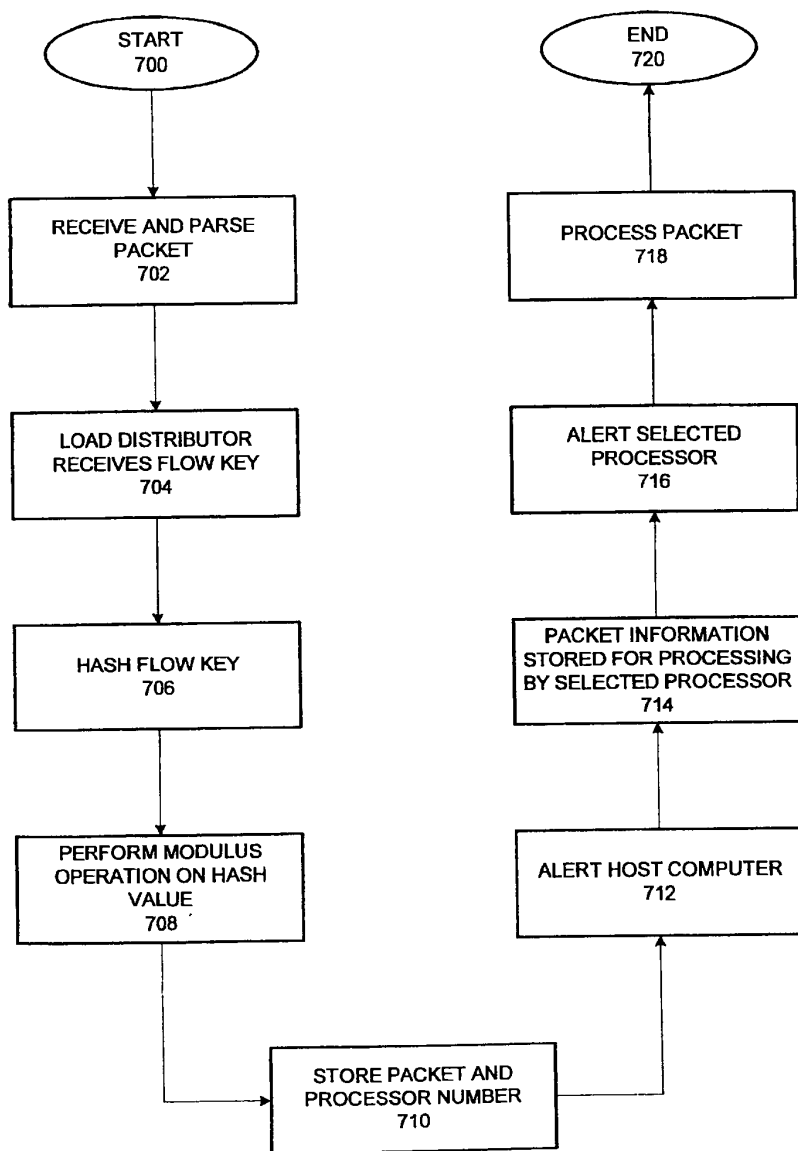 START
700
RECEIVE AND PARSE
PACKET
702
LOAD DISTRIBUTOR
RECEIVES FLOW KEY
704
HASH FLOW KEY
706
PERFORM MODULUS
OPERATION ON HASH
VALUE
708
STORE PACKET AND
PROCESSOR NUMBER
710
ALERT HOST COMPUTER
712
PACKET INFORMATION
STORED FOR PROCESSING
BY SELECTED PROCESSOR
714
ALERT SELECTED
PROCESSOR
716
PROCESS PACKET
718
END
720